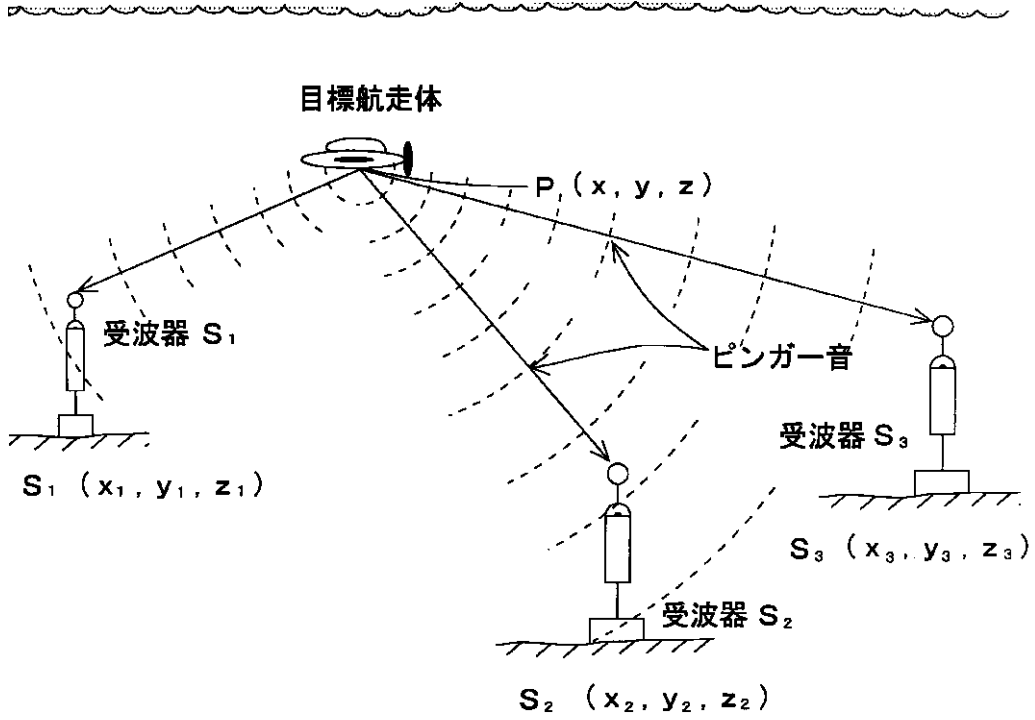 目標航走体
P (x, y, z)
受波器 S₁
ピンガー音
受波器 S₃
S₁ (x₁, y₁, z₁)
S₃ (x₃, y₃, z₃)
受波器 S₂
S₂ (x₂, y₂, z₂)